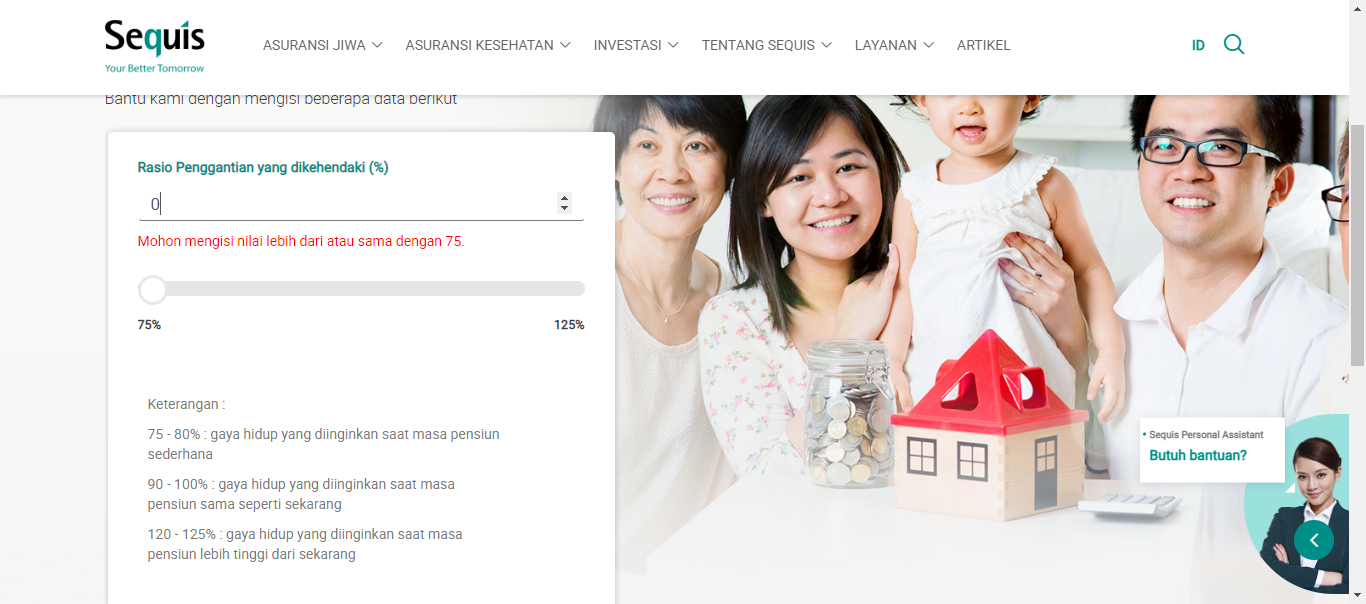 Sequis
Your Better Tomorrow
ASURANSI JIWA
ASURANSI KESEHATAN
INVESTASI
TENTANG SEQUIS
LAYANAN
ARTIKEL
ID
Bantu kami dengan mengisi beberapa data berikut
Rasio Penggantian yang dikehendaki (%)
0
Mohon mengisi nilai lebih dari atau sama dengan 75.
75%
125%
Keterangan :
75 - 80% : gaya hidup yang diinginkan saat masa pensiun
sederhana
90 - 100% : gaya hidup yang diinginkan saat masa
pensiun sama seperti sekarang
120 - 125% : gaya hidup yang diinginkan saat masa
pensiun lebih tinggi dari sekarang
Sequis Personal Assistant
Butuh bantuan?